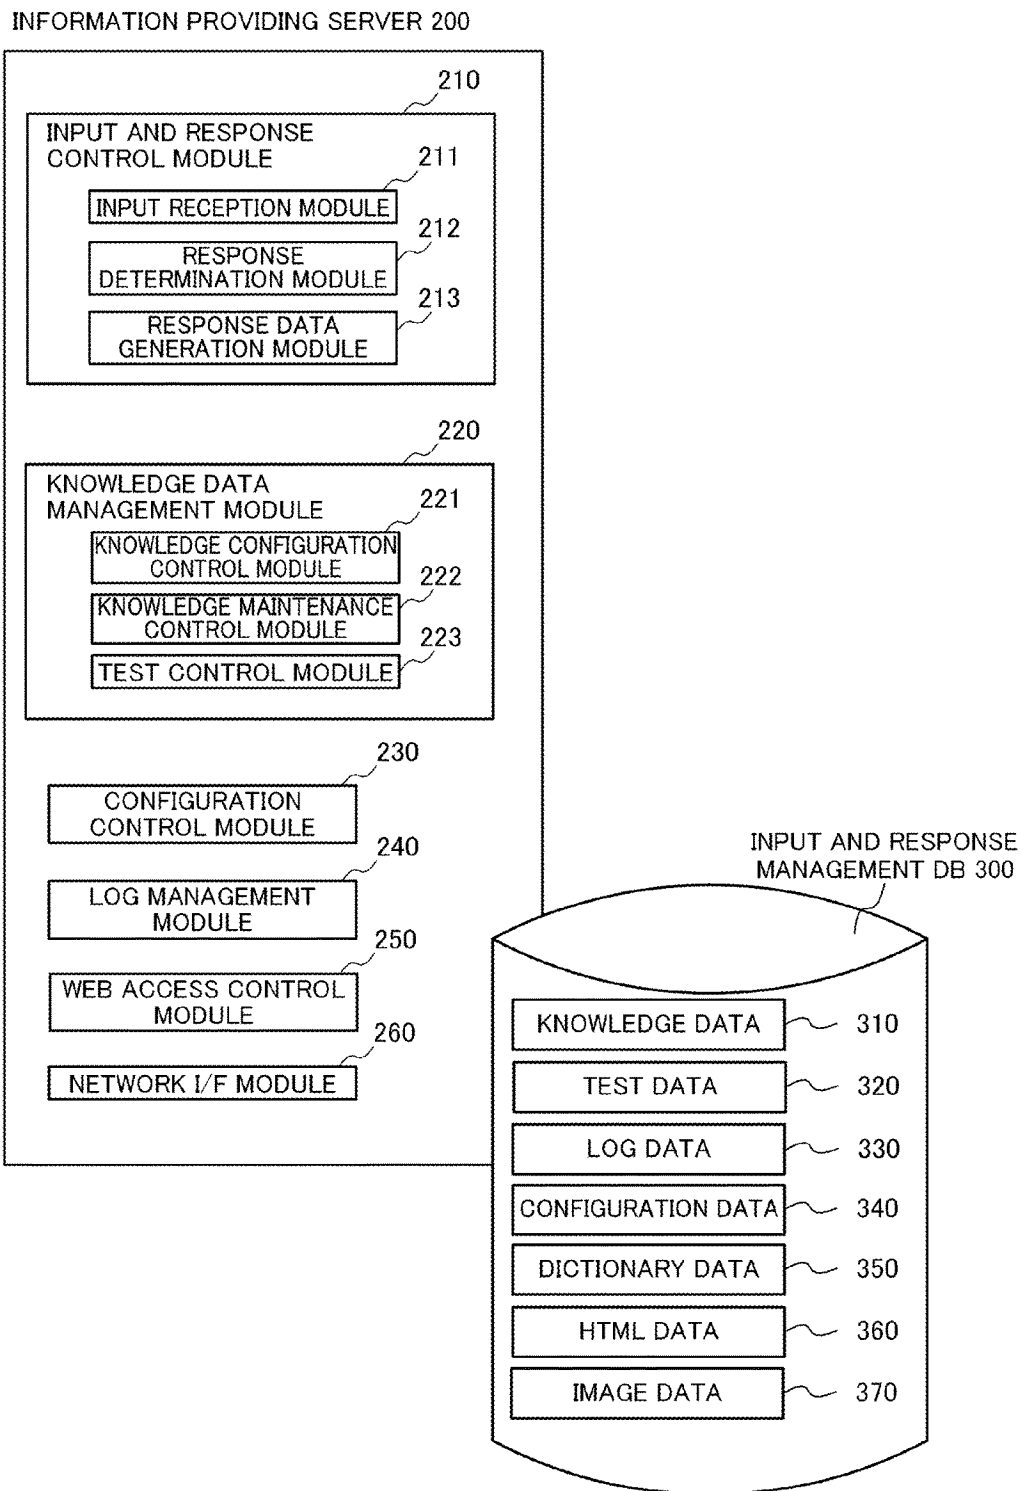 INFORMATION PROVIDING SERVER 200
210
INPUT AND RESPONSE
CONTROL MODULE
211
INPUT RECEPTION MODULE
212
RESPONSE
DETERMINATION MODULE
213
RESPONSE DATA
GENERATION MODULE
220
KNOWLEDGE DATA
MANAGEMENT MODULE
221
KNOWLEDGE CONFIGURATION
CONTROL MODULE
222
KNOWLEDGE MAINTENANCE
CONTROL MODULE
223
TEST CONTROL MODULE
230
CONFIGURATION
CONTROL MODULE
240
LOG MANAGEMENT
MODULE
250
WEB ACCESS CONTROL
MODULE
260
NETWORK I/F MODULE
INPUT AND RESPONSE
MANAGEMENT DB 300
KNOWLEDGE DATA 310
TEST DATA 320
LOG DATA 330
CONFIGURATION DATA 340
DICTIONARY DATA 350
HTML DATA 360
IMAGE DATA 370